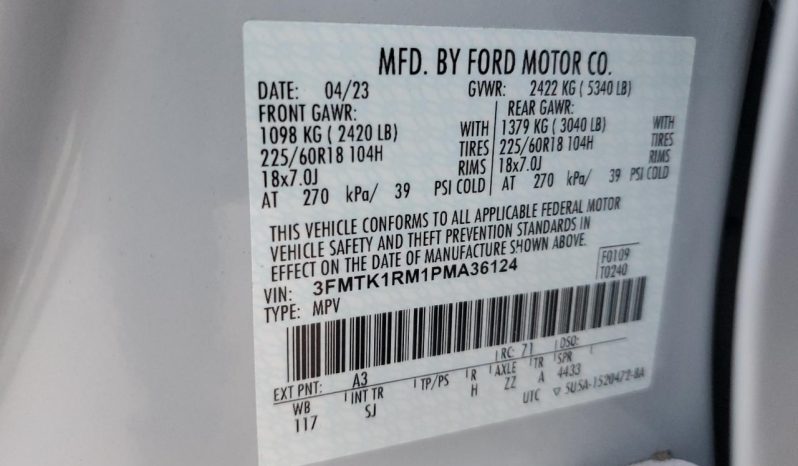 MFD. BY FORD MOTOR CO.
DATE: 04/23 GVWR: 2422 KG ( 5340 LB)
FRONT GAWR: REAR GAWR:
1098 KG ( 2420 LB) WITH 1379 KG ( 3040 LB) WITH
225/60R18 104H TIRES 225/60R18 104H TIRES
18x7.0J RIMS 18x7.0J RIMS
AT 270 kPa/ 39 PSI COLD AT 270 kPa/ 39 PSI COLD
THIS VEHICLE CONFORMS TO ALL APPLICABLE FEDERAL MOTOR
VEHICLE SAFETY AND THEFT PREVENTION STANDARDS IN
EFFECT ON THE DATE OF MANUFACTURE SHOWN ABOVE.
F0109
T0240
VIN: 3FMTK1RM1PMA36124
TYPE: MPV
RC: 71 DSO:
EXT PNT: A3
WB INT TR TP/PS R AXLE TR SPR
117 SJ H ZZ A 4433
UTC ▽ 5U5A-1520472-BA